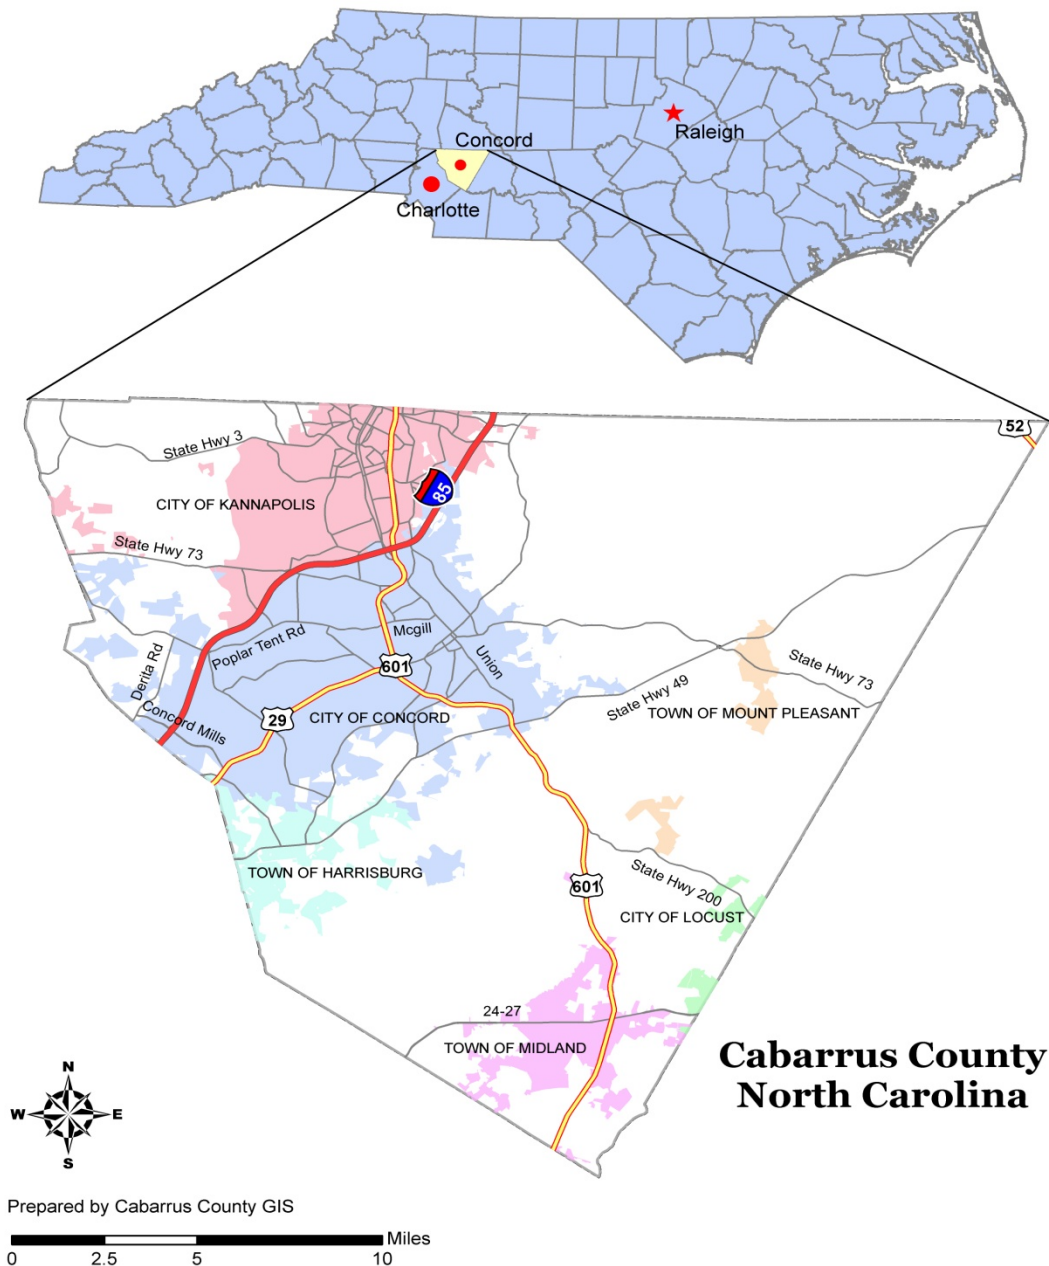 Raleigh
Concord
Charlotte
52
State Hwy 3
85
CITY OF KANNAPOLIS
State Hwy 73
Mcgill
Poplar Tent Rd
Union
Derita Rd
601
State Hwy 73
State Hwy 49
Concord Mills
29
CITY OF CONCORD
TOWN OF MOUNT PLEASANT
TOWN OF HARRISBURG
State Hwy 200
601
CITY OF LOCUST
24-27
TOWN OF MIDLAND
Cabarrus County
North Carolina
N
W E
S
Prepared by Cabarrus County GIS
Miles
0 2.5 5 10